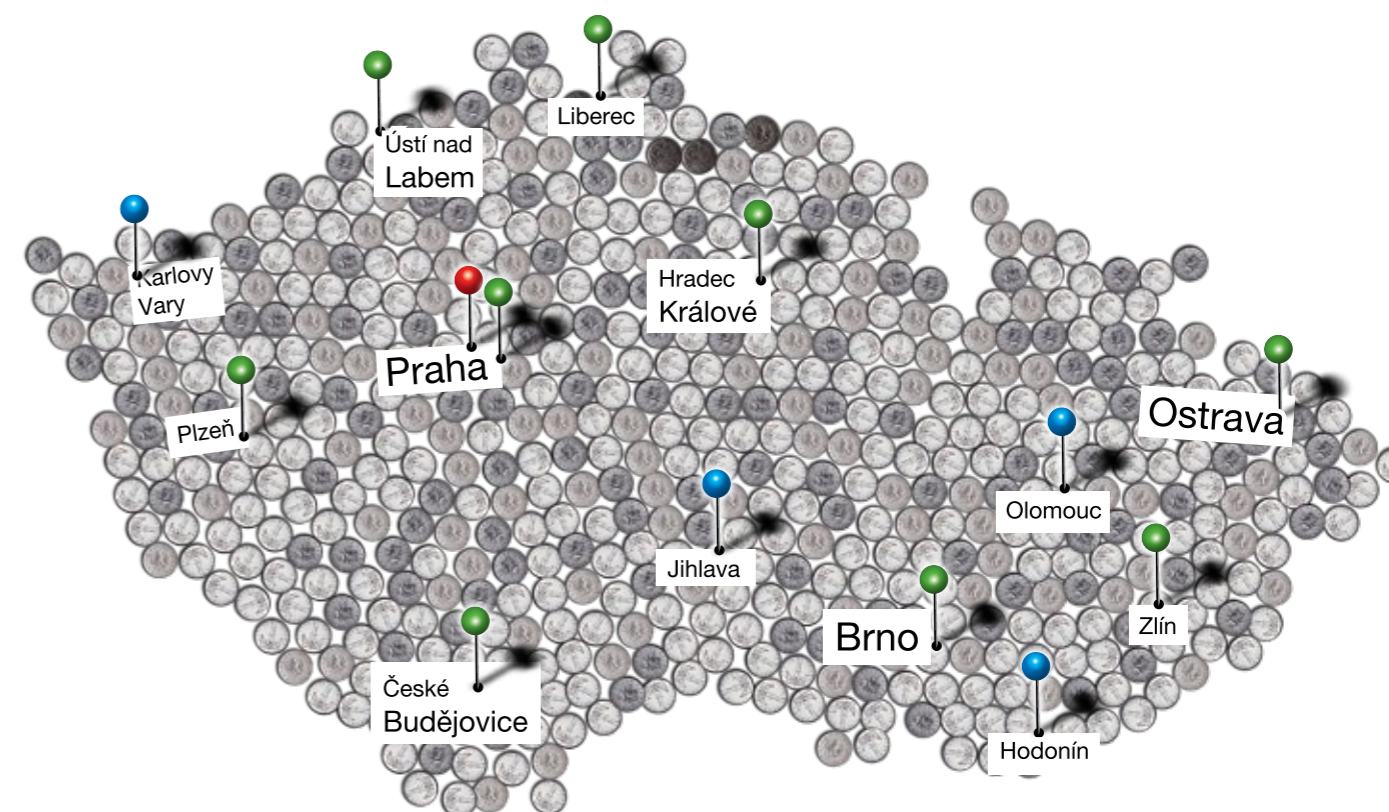 Liberec
Ústí nad
Labem
Karlovy
Vary
Hradec
Králové
Praha
Plzeň
Ostrava
Olomouc
Jihlava
Zlín
Brno
České
Budějovice
Hodonín